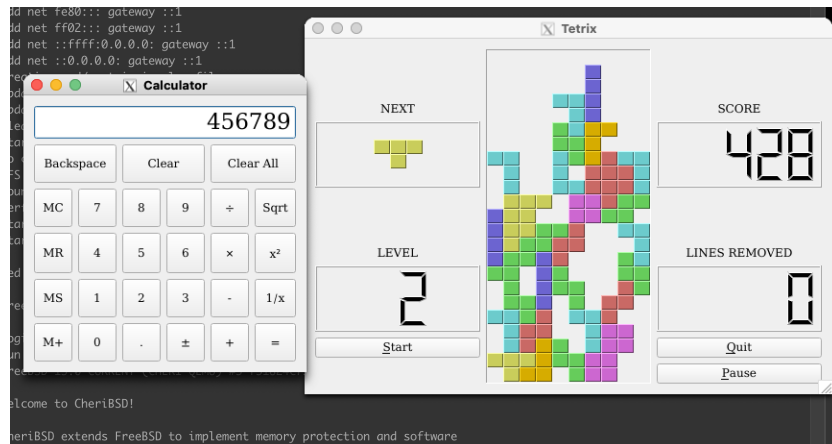 dd net fe80::: gateway ::1
dd net ff02::: gateway ::1
dd net ::ffff:0.0.0.0: gateway ::1
dd net ::0.0.0.0: gateway ::1
Calculator
456789
Backspace Clear Clear All
MC 7 8 9 ÷ Sqrt
MR 4 5 6 × x²
MS 1 2 3 - 1/x
M+ 0 . ± + =
Tetrix
NEXT
SCORE
428
LEVEL
2
LINES REMOVED
0
Start
Quit
Pause
elcome to CheriBSD!
heriBSD extends FreeBSD to implement memory protection and software